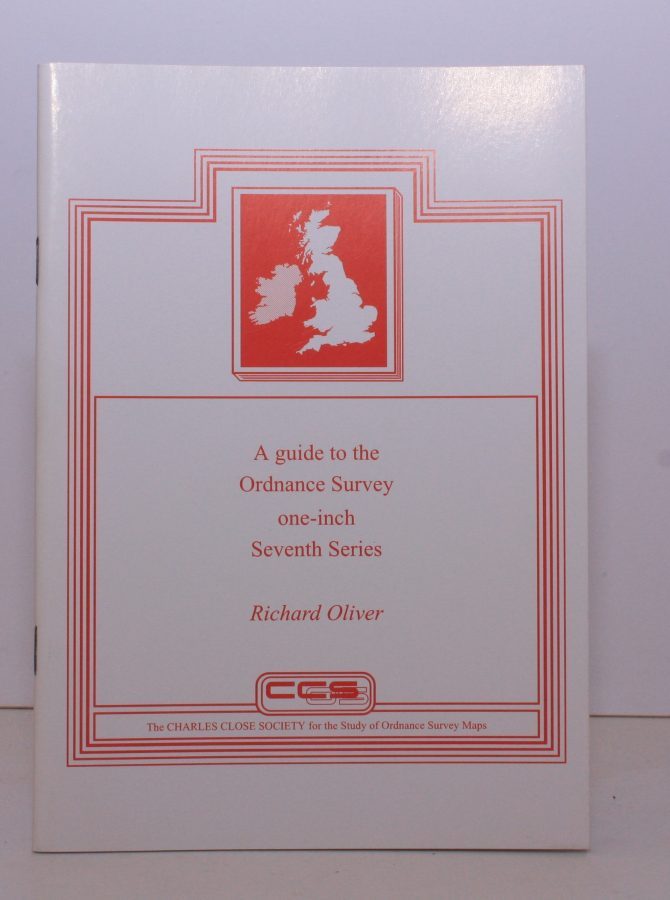 A guide to the
Ordnance Survey
one-inch
Seventh Series
Richard Oliver
CCS
The CHARLES CLOSE SOCIETY for the Study of Ordnance Survey Maps